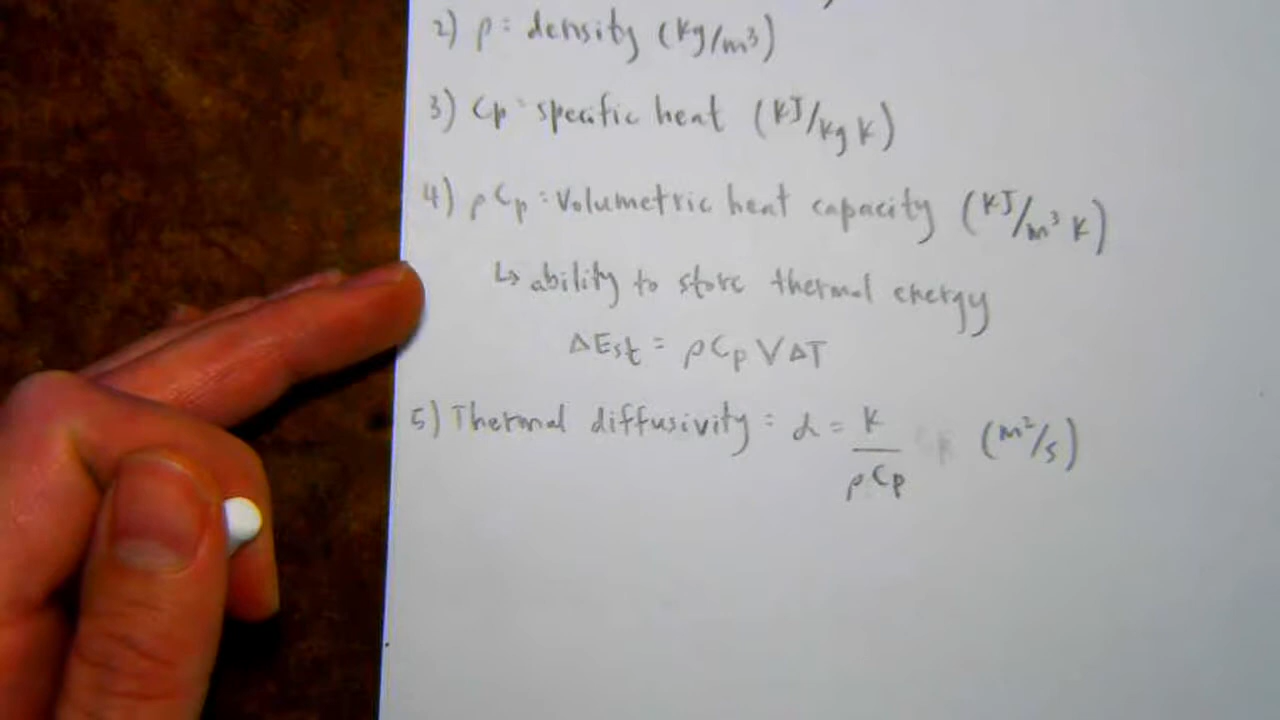 2) ρ = density (kg/m³)
3) Cp = specific heat (kJ/kg K)
4) ρCp = Volumetric heat capacity (kJ/m³ K)
↳ ability to store thermal energy
ΔEst = ρCp V ΔT
5) Thermal diffusivity = α = k/ρCp (m²/s)